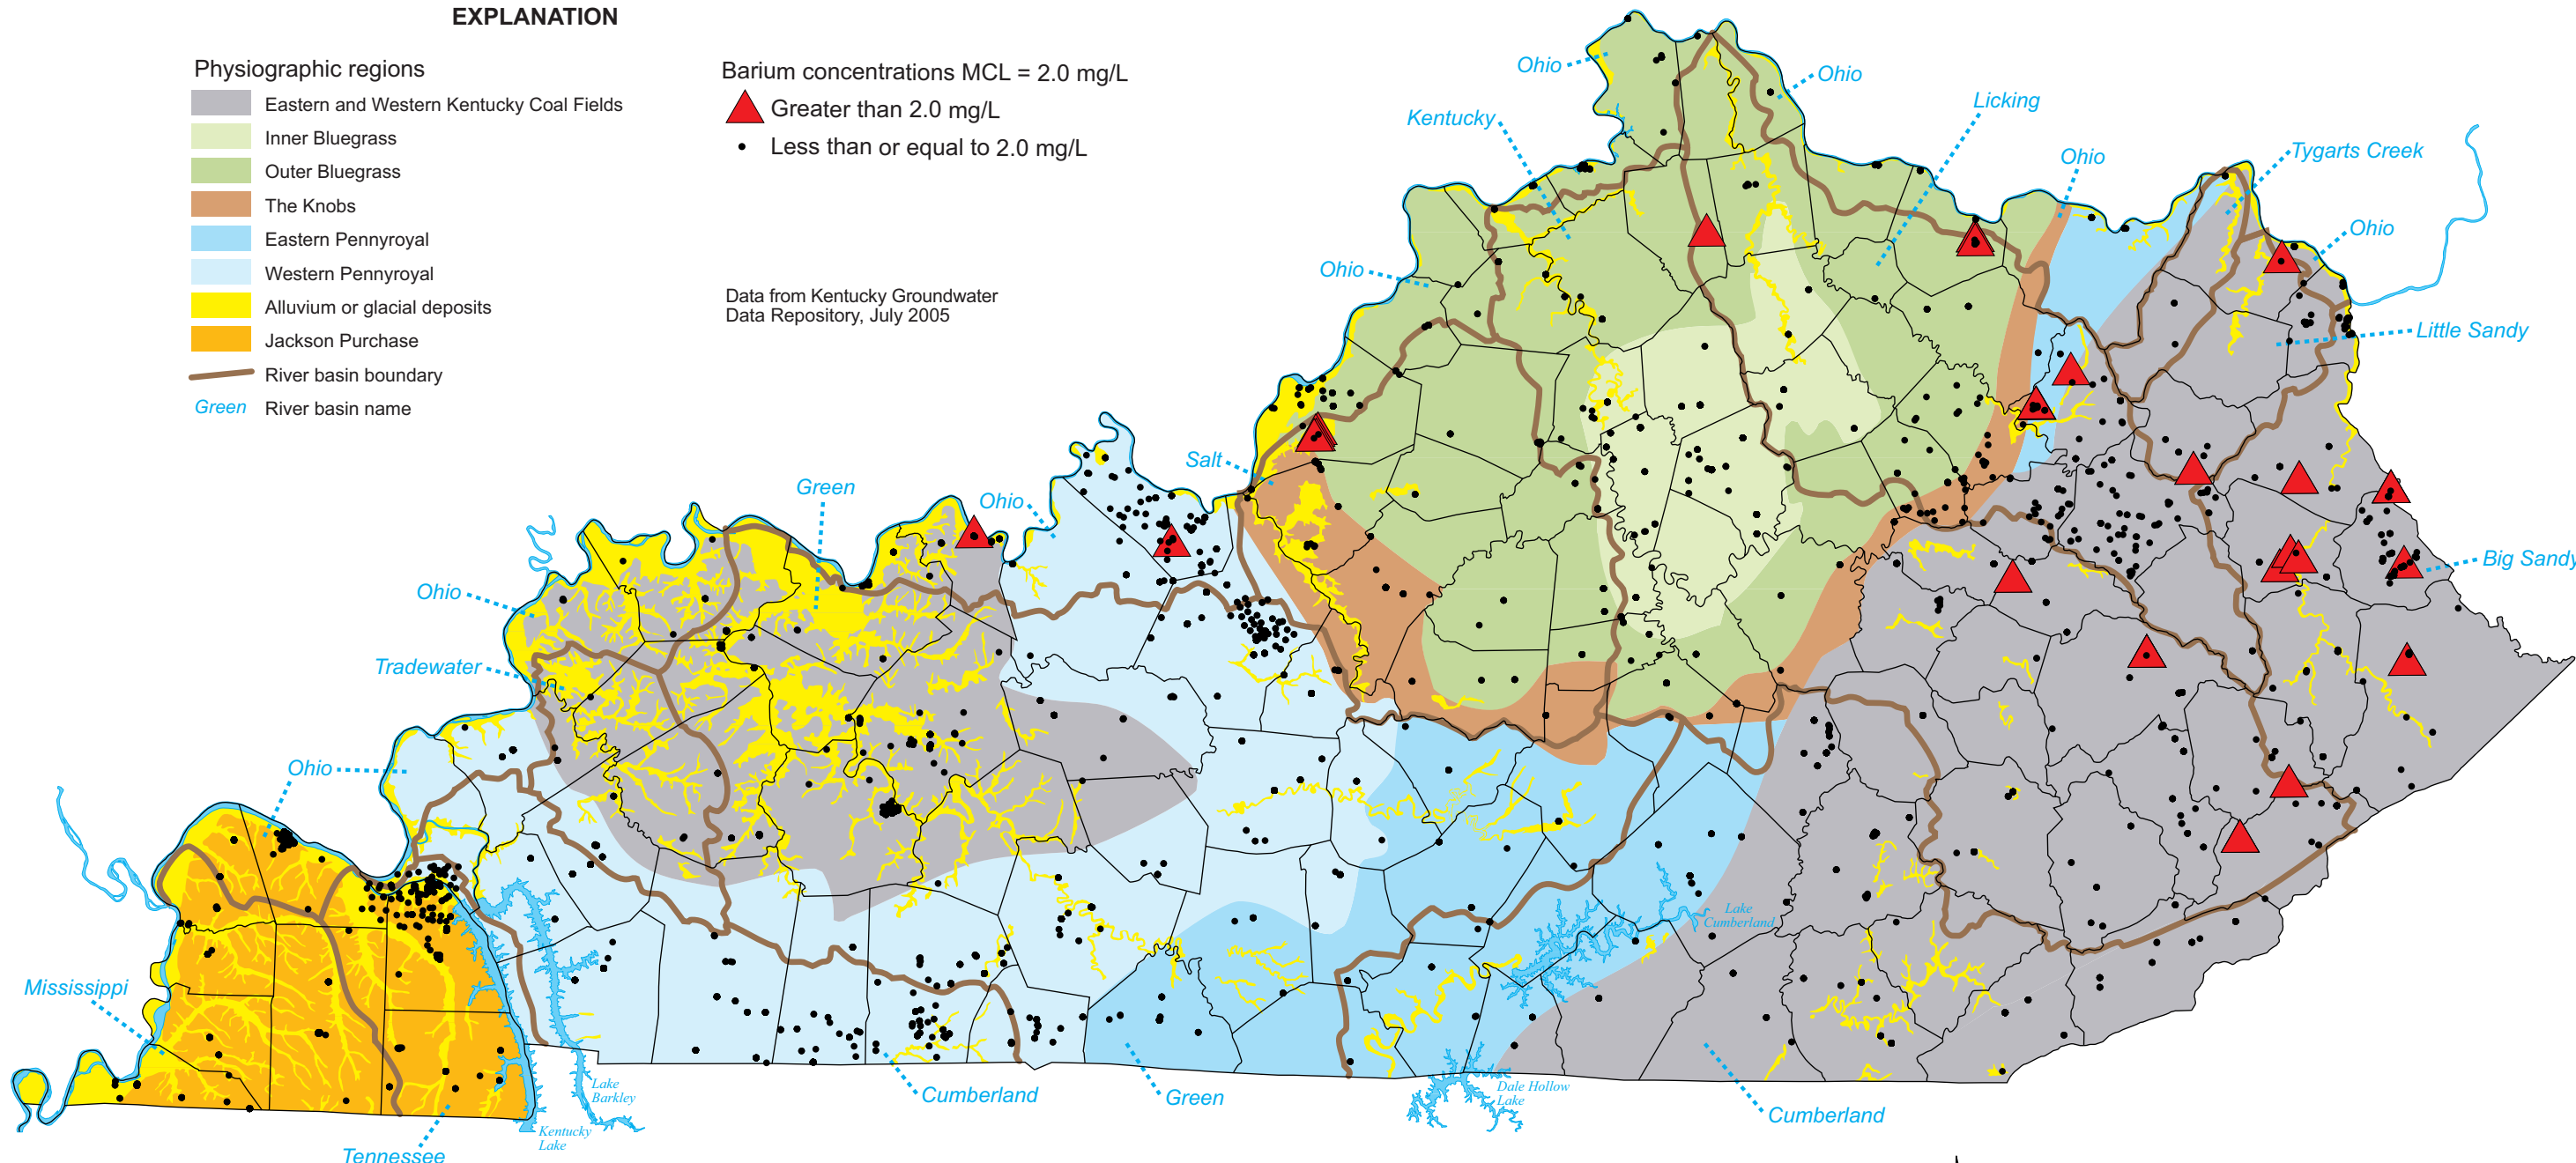 EXPLANATION
Physiographic regions
Eastern and Western Kentucky Coal Fields
Inner Bluegrass
Outer Bluegrass
The Knobs
Eastern Pennyroyal
Western Pennyroyal
Alluvium or glacial deposits
Jackson Purchase
River basin boundary
Green River basin name
Barium concentrations MCL = 2.0 mg/L
Greater than 2.0 mg/L
Less than or equal to 2.0 mg/L
Data from Kentucky Groundwater
Data Repository, July 2005
Ohio
Ohio
Kentucky
Licking
Ohio
Tygarts Creek
Ohio
Ohio
Little Sandy
Salt
Green
Ohio
Big Sandy
Ohio
Tradewater
Ohio
Mississippi
Lake
Cumberland
Lake
Barkley
Kentucky
Lake
Cumberland
Green
Dale Hollow
Lake
Cumberland
Tennessee